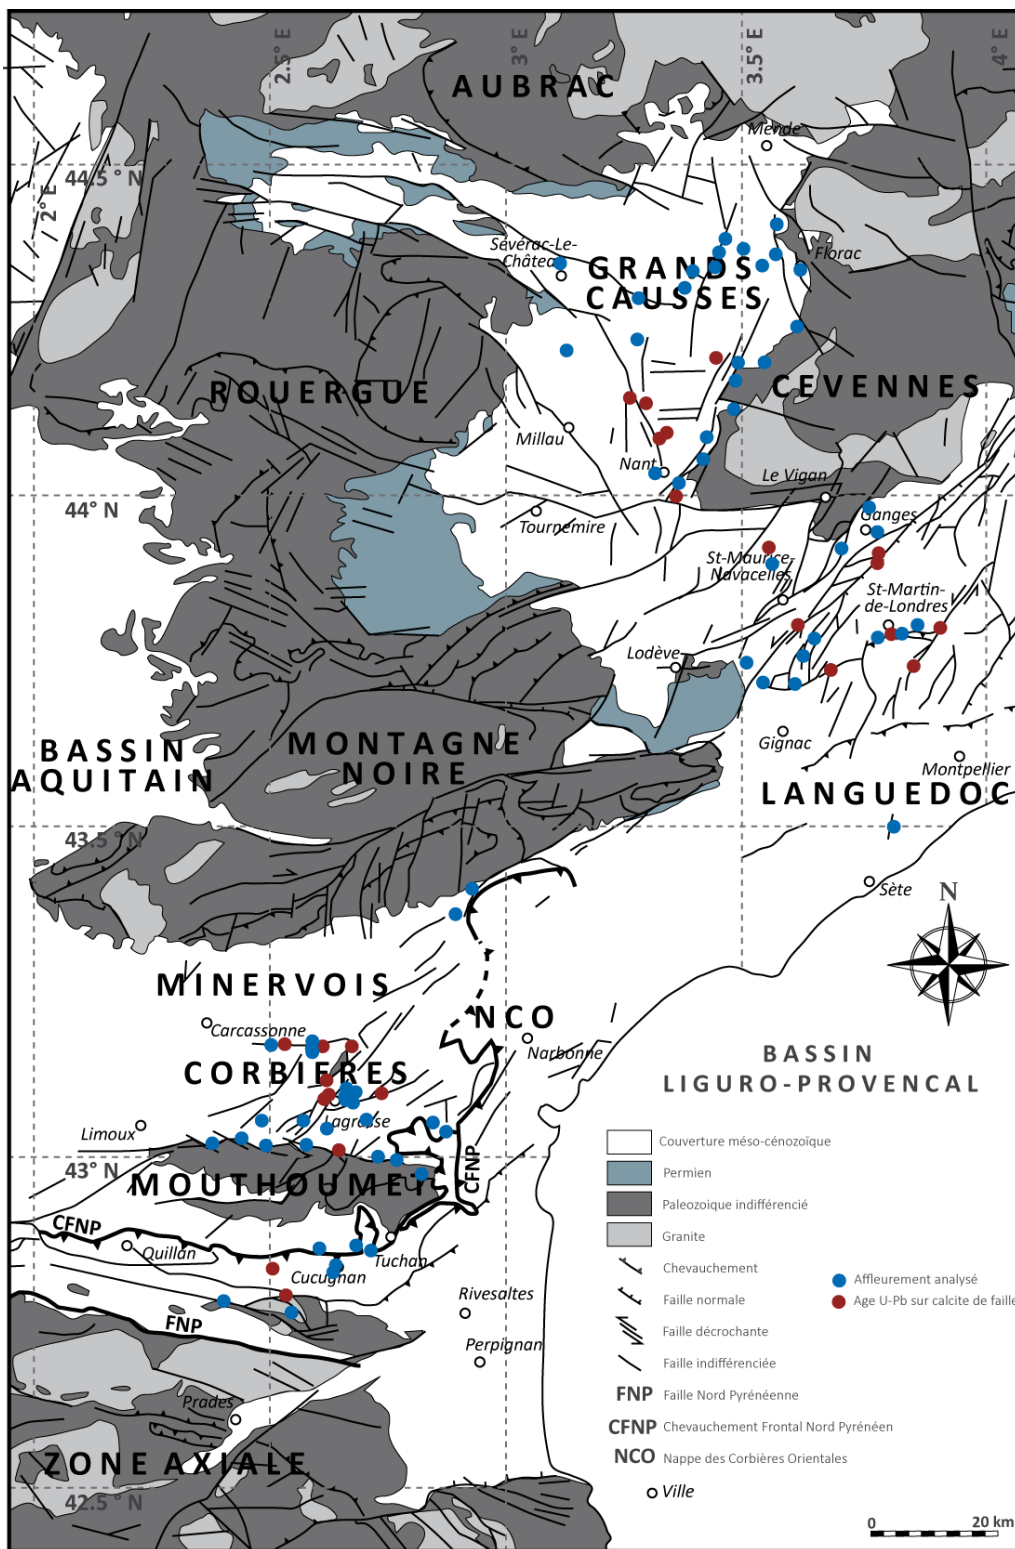 2.5° E
3° E
3.5° E
4° E
AUBRAC
Mende
44.5° N
2° E
Sévérac-Le-
Châtea
Florac
GRANDS
CAUSSES
ROUERGUE
CEVENNES
Millau
Nant
Le Vigan
44° N
Tournemire
Ganges
St-Maurice-
Navacelles
St-Martin-
de-Londres
Lodève
BASSIN
AQUITAIN
MONTAGNE
NOIRE
Gignac
Montpellier
LANGUEDOC
43.5° N
Sète
N
MINERVOIS
NCO
Carcassonne
Narbonne
CORBIERES
BASSIN
LIGURO-PROVENCAL
Lagrasse
Limoux
43° N
CFNP
MOUTHOUMET
CFNP
Quillan
Tuchan
Cucugnan
Rivesaltes
FNP
Perpignan
Prades
ZONE AXIALE
42.5° N
Couverture méso-cénozoïque
Permien
Paleozoique indifférencié
Granite
Chevauchement
Faille normale
Faille décrochante
Faille indifférenciée
FNP Faille Nord Pyrénéenne
CFNP Chevauchement Frontal Nord Pyrénéen
NCO Nappe des Corbières Orientales
Ville
Affleurement analysé
Age U-Pb sur calcite de faille
0 20 km